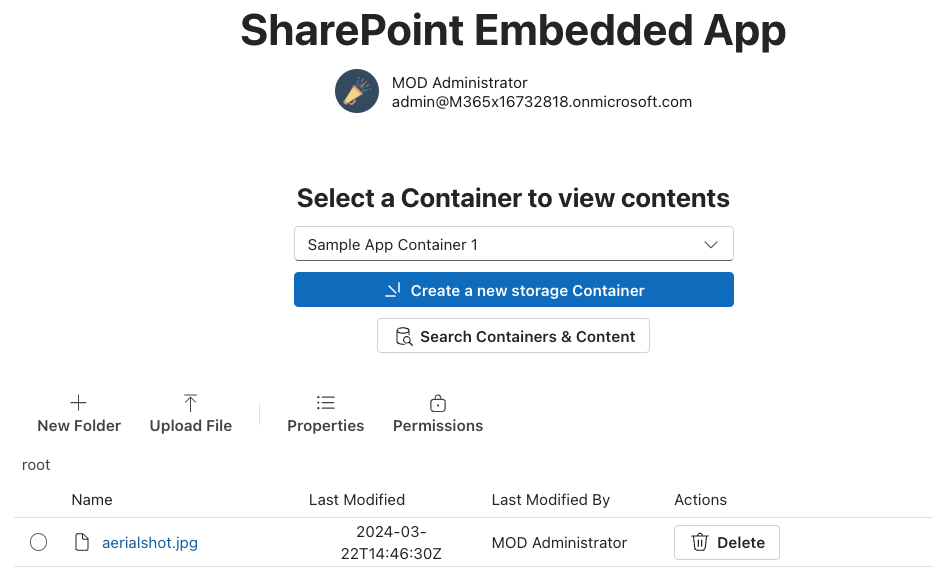 SharePoint Embedded App
MOD Administrator
admin@M365x16732818.onmicrosoft.com
Select a Container to view contents
Sample App Container 1
Create a new storage Container
Search Containers & Content
New Folder Upload File Properties Permissions
root
Name Last Modified Last Modified By Actions
aerialshot.jpg 2024-03- MOD Administrator Delete
22T14:46:30Z